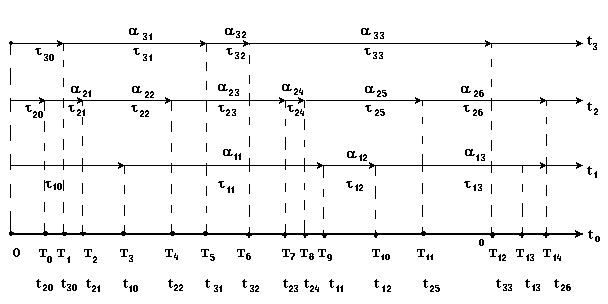 α31 α32 α33 t3
τ30 τ31 τ32 τ33
α21 α22 α23 α24 α25 α26
τ20 τ21 τ22 τ23 τ24 τ25 τ26 t2
α11 α12 α13 t1
τ10 τ11 τ12 τ13
0 t0
0 T0 T1 T2 T3 T4 T5 T6 T7 T8 T9 T10 T11 T12 T13 T14
t20 t30 t21 t10 t22 t31 t32 t23 t24 t11 t12 t25 t33 t13 t26